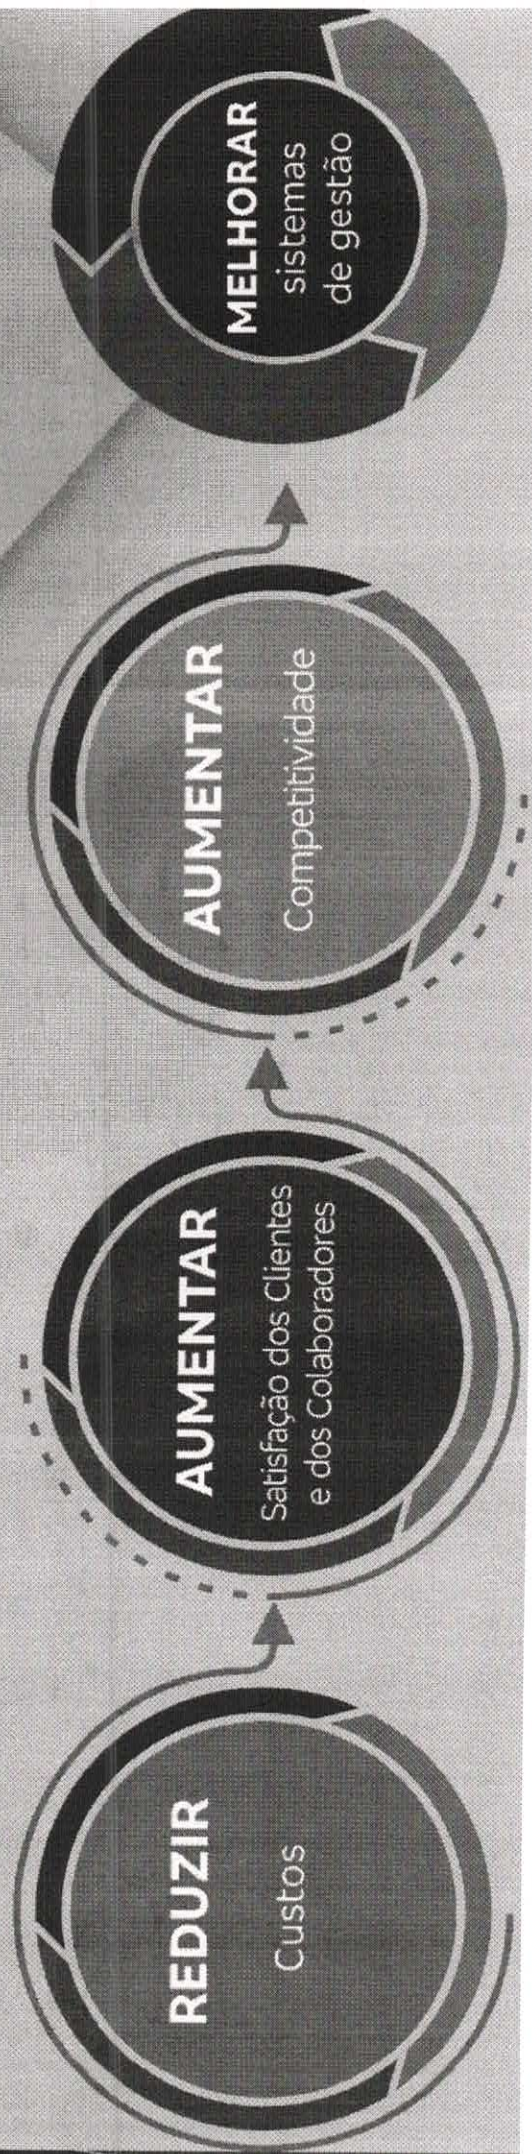 REDUZIR
Custos
AUMENTAR
Satisfação dos Clientes
e dos Colaboradores
AUMENTAR
Competitividade
MELHORAR
sistemas
de gestão